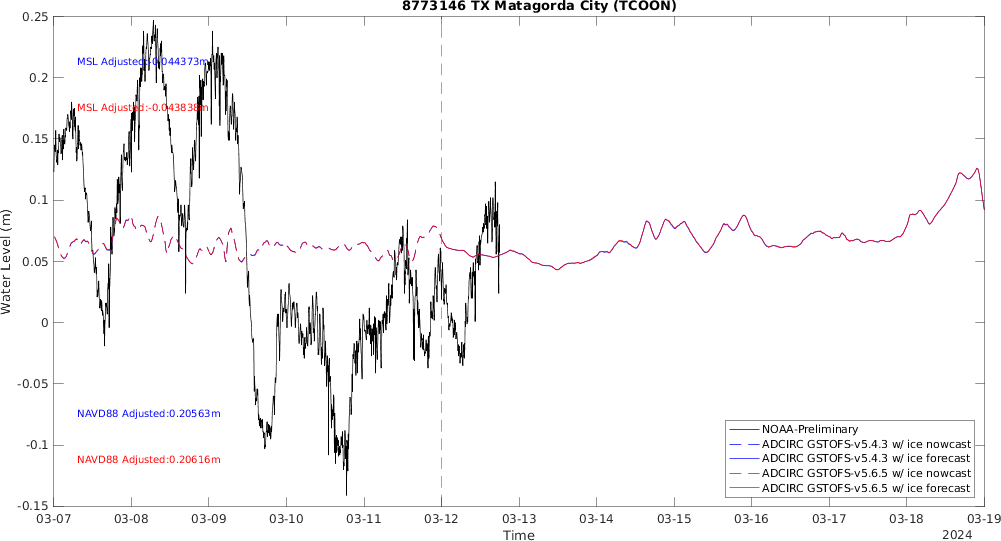 8773146 TX Matagorda City (TCOON)
0.25
0.2
0.15
0.1
0.05
0
-0.05
-0.1
-0.15
Water Level (m)
MSL Adjusted:-0.044373m
MSL Adjusted:-0.043838m
NAVD88 Adjusted:0.20563m
NAVD88 Adjusted:0.20616m
NOAA-Preliminary
ADCIRC GSTOFS-v5.4.3 w/ ice nowcast
ADCIRC GSTOFS-v5.4.3 w/ ice forecast
ADCIRC GSTOFS-v5.6.5 w/ ice nowcast
ADCIRC GSTOFS-v5.6.5 w/ ice forecast
03-07 03-08 03-09 03-10 03-11 03-12 03-13 03-14 03-15 03-16 03-17 03-18 03-19
Time
2024